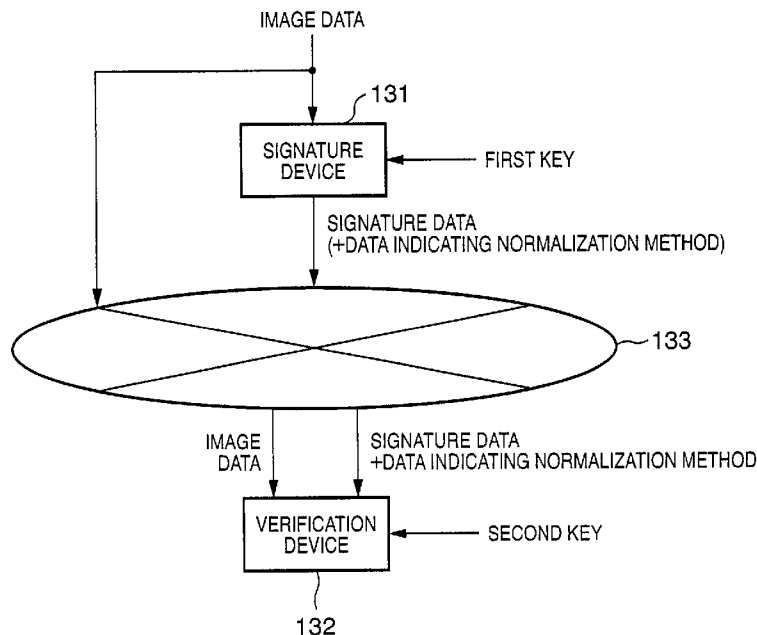 IMAGE DATA
131
SIGNATURE
DEVICE
FIRST KEY
SIGNATURE DATA
(+DATA INDICATING NORMALIZATION METHOD)
133
IMAGE
DATA
SIGNATURE DATA
+DATA INDICATING NORMALIZATION METHOD
VERIFICATION
DEVICE
SECOND KEY
132